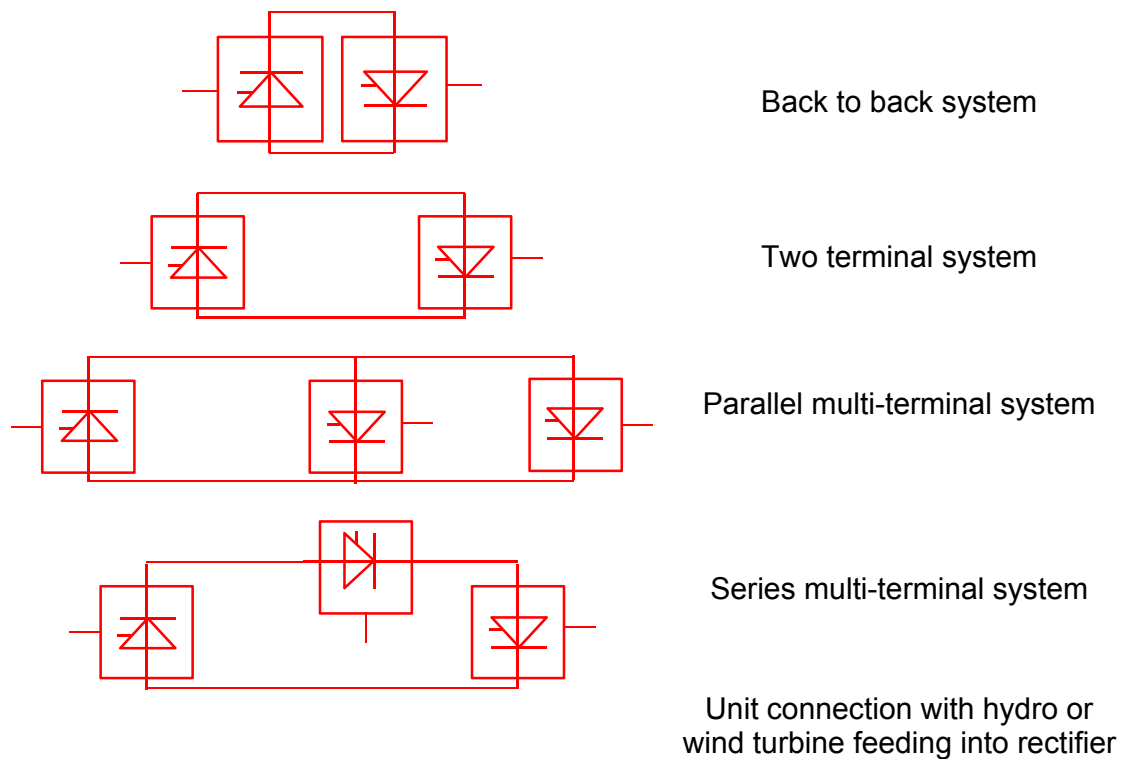 Back to back system
Two terminal system
Parallel multi-terminal system
Series multi-terminal system
Unit connection with hydro or
wind turbine feeding into rectifier